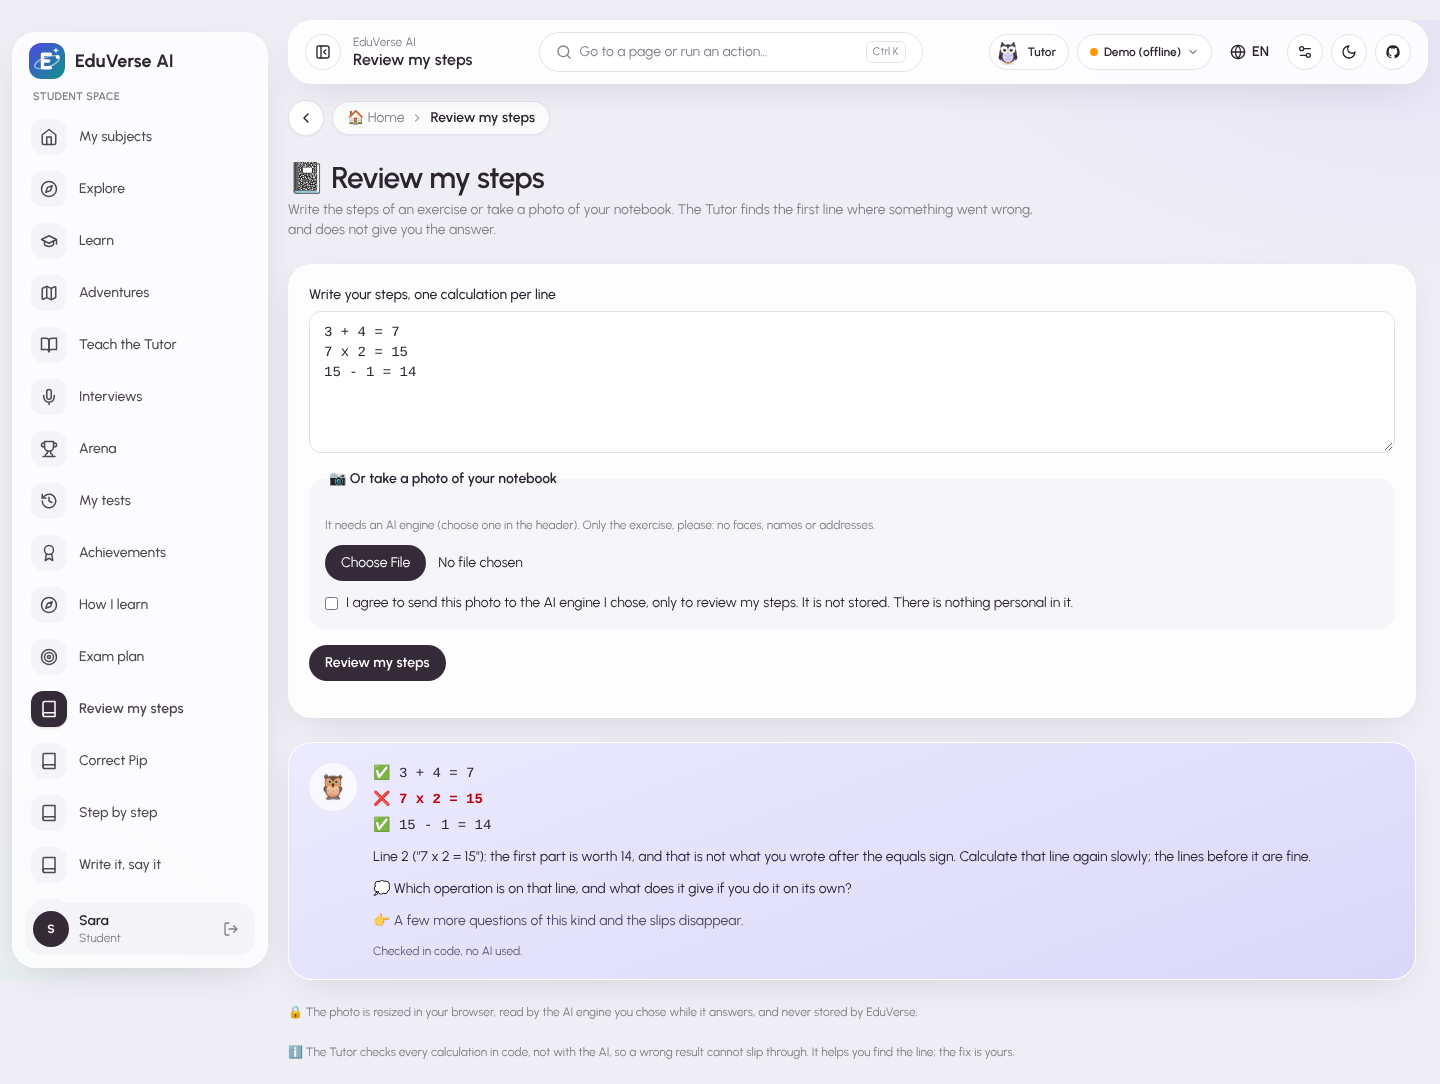 EduVerse AI
STUDENT SPACE
My subjects
Explore
Learn
Adventures
Teach the Tutor
Interviews
Arena
My tests
Achievements
How I learn
Exam plan
Review my steps
Correct Pip
Step by step
Write it, say it
S
Sara
Student
EduVerse AI
Review my steps
Go to a page or run an action...
Ctrl K
Tutor
Demo (offline)
EN
🏠 Home > Review my steps
📓 Review my steps
Write the steps of an exercise or take a photo of your notebook. The Tutor finds the first line where something went wrong,
and does not give you the answer.
Write your steps, one calculation per line
3 + 4 = 7
7 x 2 = 15
15 - 1 = 14
📷 Or take a photo of your notebook
It needs an AI engine (choose one in the header). Only the exercise, please: no faces, names or addresses.
Choose File No file chosen
I agree to send this photo to the AI engine I chose, only to review my steps. It is not stored. There is nothing personal in it.
Review my steps
✅ 3 + 4 = 7
❌ 7 x 2 = 15
✅ 15 - 1 = 14
Line 2 ("7 x 2 = 15"): the first part is worth 14, and that is not what you wrote after the equals sign. Calculate that line again slowly; the lines before it are fine.
💭 Which operation is on that line, and what does it give if you do it on its own?
👉 A few more questions of this kind and the slips disappear.
Checked in code, no AI used.
🔒 The photo is resized in your browser, read by the AI engine you chose while it answers, and never stored by EduVerse.
ℹ️ The Tutor checks every calculation in code, not with the AI, so a wrong result cannot slip through. It helps you find the line; the fix is yours.